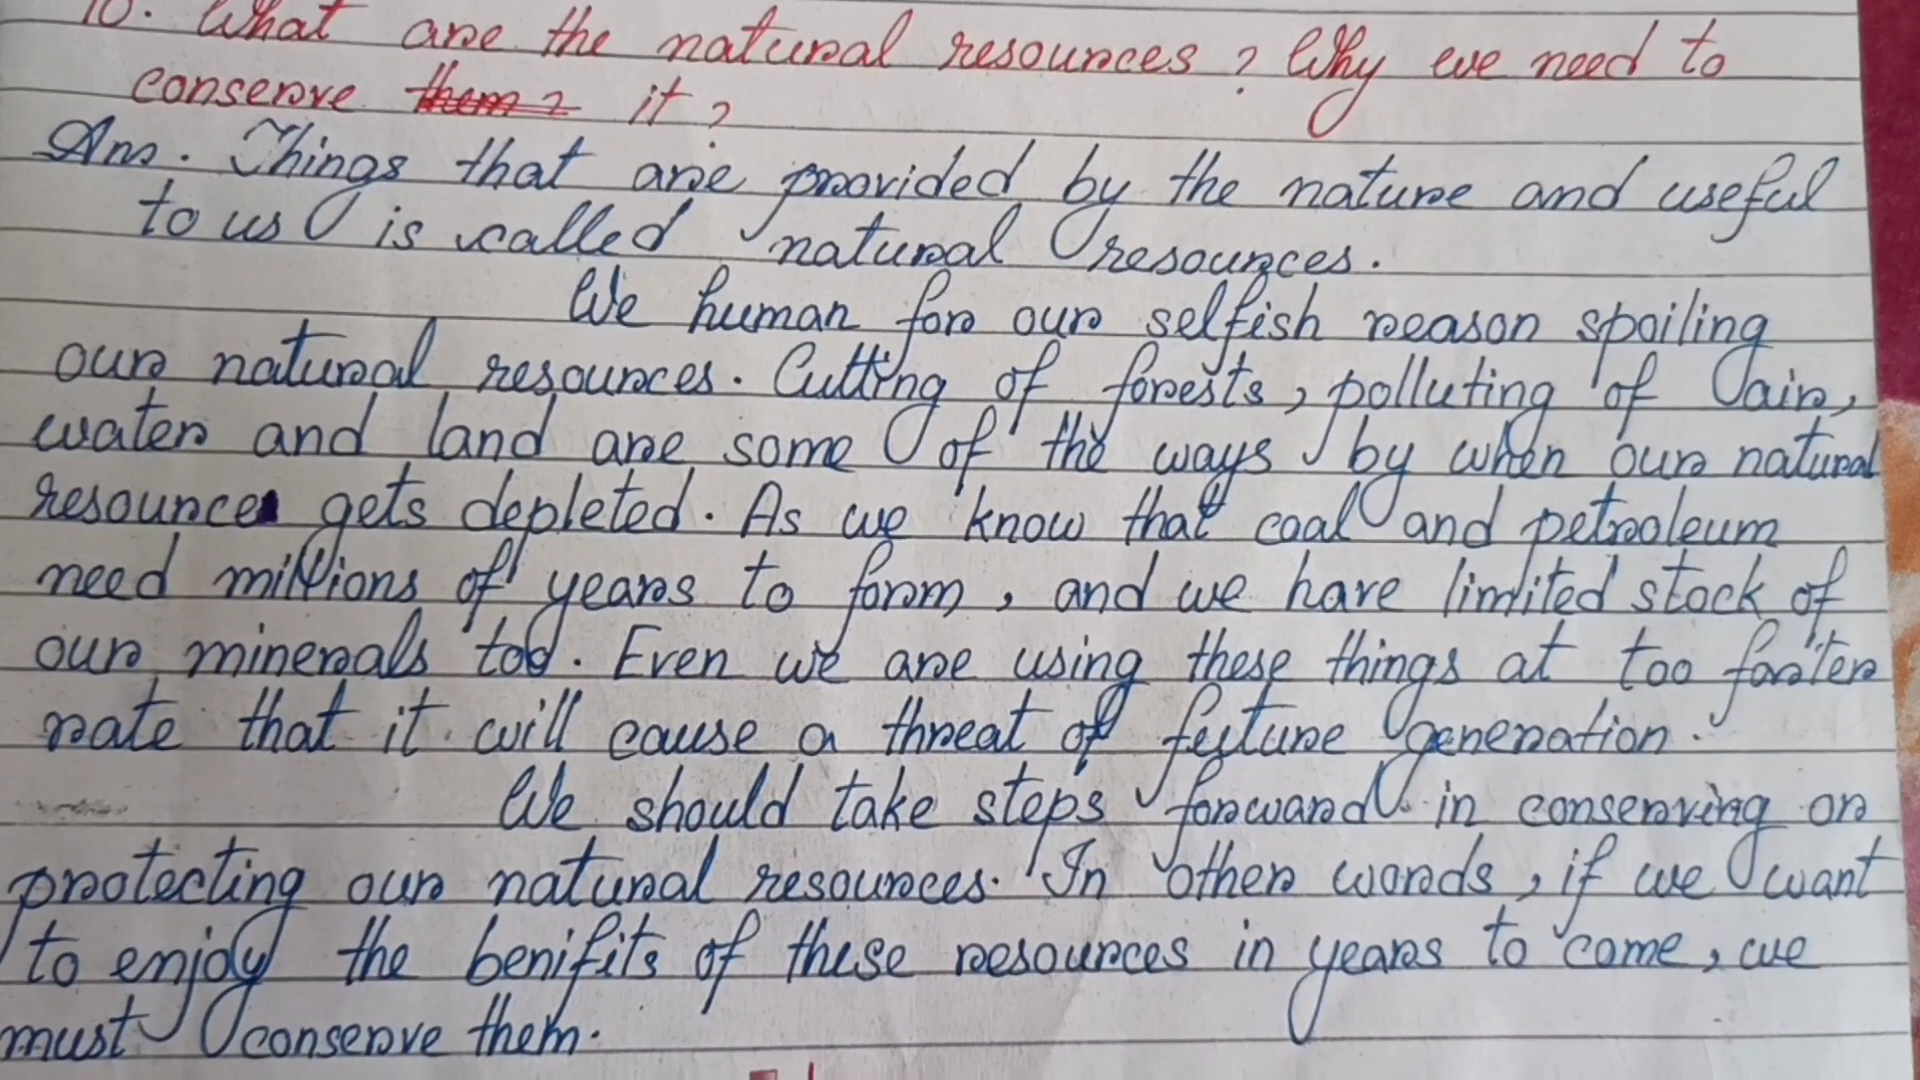 10. What are the natural resources ? Why we need to
conserve them ? it ?
Ans. Things that are provided by the nature and useful
to us is called natural resources.
We human for our selfish reason spoiling
our natural resources. Cutting of forests, polluting of air,
water and land are some of the ways by when our natural
resources gets depleted. As we know that coal and petroleum
need millions of years to form, and we have limited stock of
our minerals too. Even we are using these things at too faster
rate that it will cause a threat of future generation.
We should take steps forward in conserving or
protecting our natural resources. In other words, if we want
to enjoy the benifits of these resources in years to come, we
must conserve them.